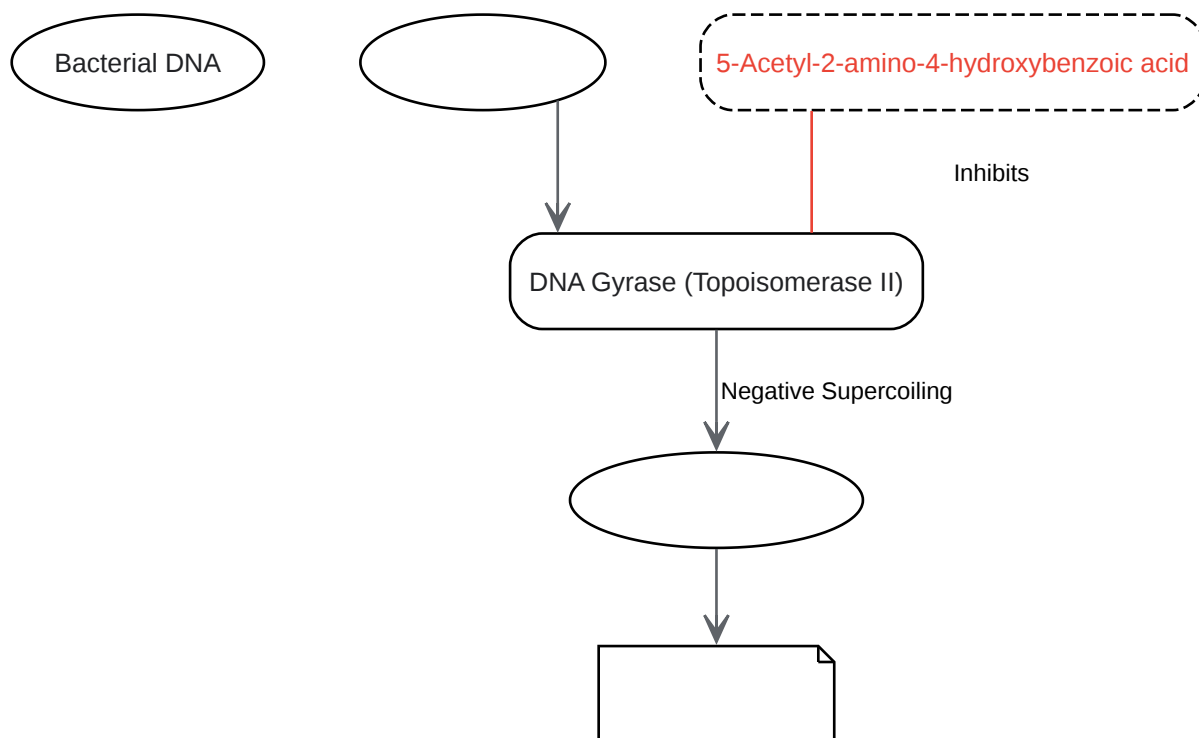 Bacterial DNA
5-Acetyl-2-amino-4-hydroxybenzoic acid
Inhibits
DNA Gyrase (Topoisomerase II)
Negative Supercoiling